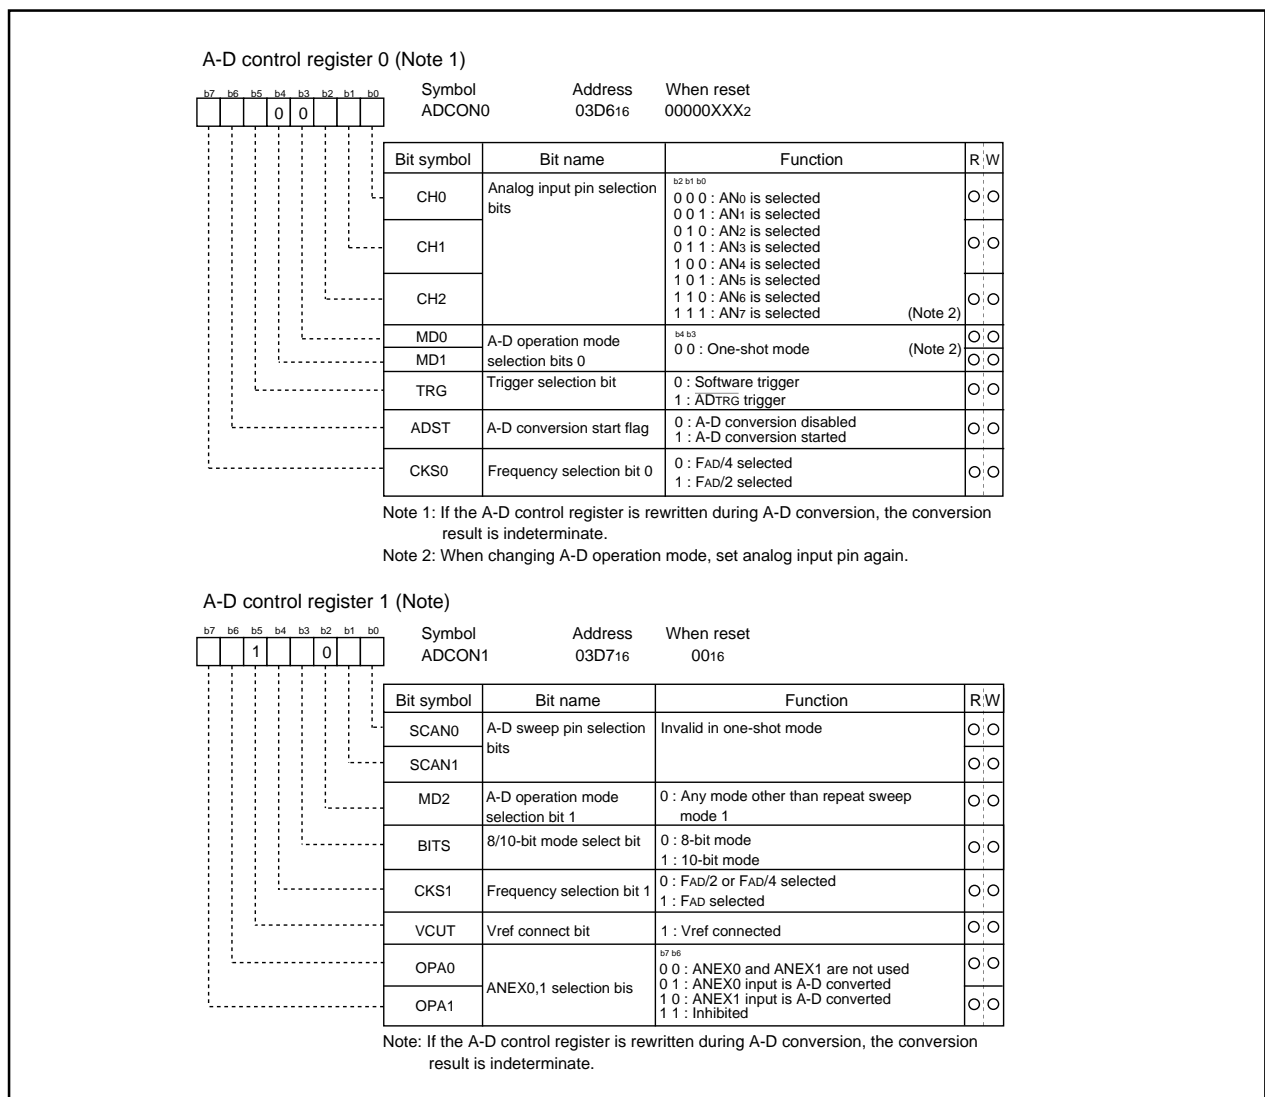 A-D control register 0 (Note 1)
b7 b6 b5 b4 b3 b2 b1 b0
0 0
Symbol Address When reset
ADCON0 03D616 00000XXX2
Bit symbol Bit name Function R W
CH0 Analog input pin selection bits
b2 b1 b0
0 0 0 : AN0 is selected
0 0 1 : AN1 is selected
CH1
0 1 0 : AN2 is selected
0 1 1 : AN3 is selected
1 0 0 : AN4 is selected
1 0 1 : AN5 is selected
CH2
1 1 0 : AN6 is selected
1 1 1 : AN7 is selected (Note 2)
MD0 A-D operation mode
MD1 selection bits 0
b4 b3
0 0 : One-shot mode (Note 2)
TRG Trigger selection bit
0 : Software trigger
1 : ADTRG trigger
ADST A-D conversion start flag
0 : A-D conversion disabled
1 : A-D conversion started
CKS0 Frequency selection bit 0
0 : FAD/4 selected
1 : FAD/2 selected
Note 1: If the A-D control register is rewritten during A-D conversion, the conversion
result is indeterminate.
Note 2: When changing A-D operation mode, set analog input pin again.
A-D control register 1 (Note)
b7 b6 b5 b4 b3 b2 b1 b0
1 0
Symbol Address When reset
ADCON1 03D716 0016
Bit symbol Bit name Function R W
SCAN0 A-D sweep pin selection Invalid in one-shot mode
bits
SCAN1
MD2 A-D operation mode
selection bit 1
0 : Any mode other than repeat sweep
mode 1
BITS 8/10-bit mode select bit
0 : 8-bit mode
1 : 10-bit mode
CKS1 Frequency selection bit 1
0 : FAD/2 or FAD/4 selected
1 : FAD selected
VCUT Vref connect bit 1 : Vref connected
OPA0
OPA1
ANEX0,1 selection bis
b7 b6
0 0 : ANEX0 and ANEX1 are not used
0 1 : ANEX0 input is A-D converted
1 0 : ANEX1 input is A-D converted
1 1 : Inhibited
Note: If the A-D control register is rewritten during A-D conversion, the conversion
result is indeterminate.